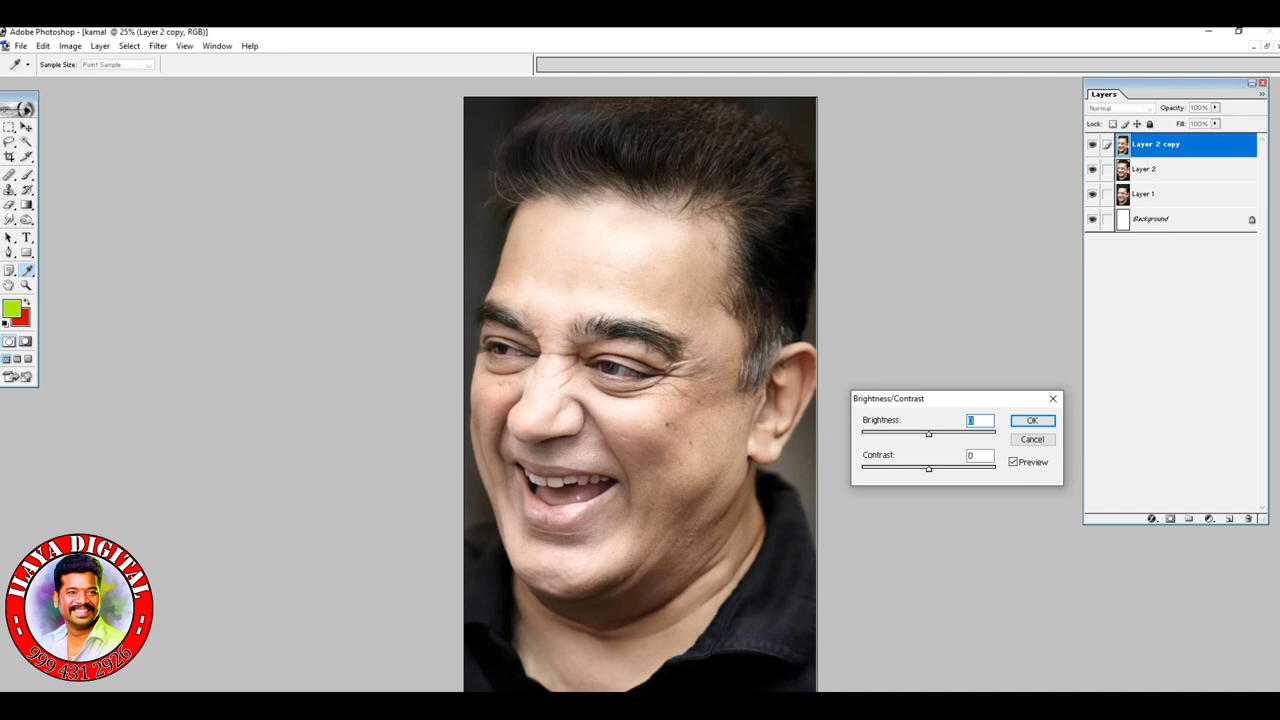 Adobe Photoshop - [kamal @ 25% (Layer 2 copy, RGB)]
File Edit Image Layer Select Filter View Window Help
Sample Size: Point Sample
Layers
Normal Opacity: 100%
Lock: Fill: 100%
Layer 2 copy
Layer 2
Layer 1
Background
Brightness/Contrast
Brightness: 0 OK
Cancel
Contrast: 0
Preview
T
ILAYA DIGITAL
999 431 2926